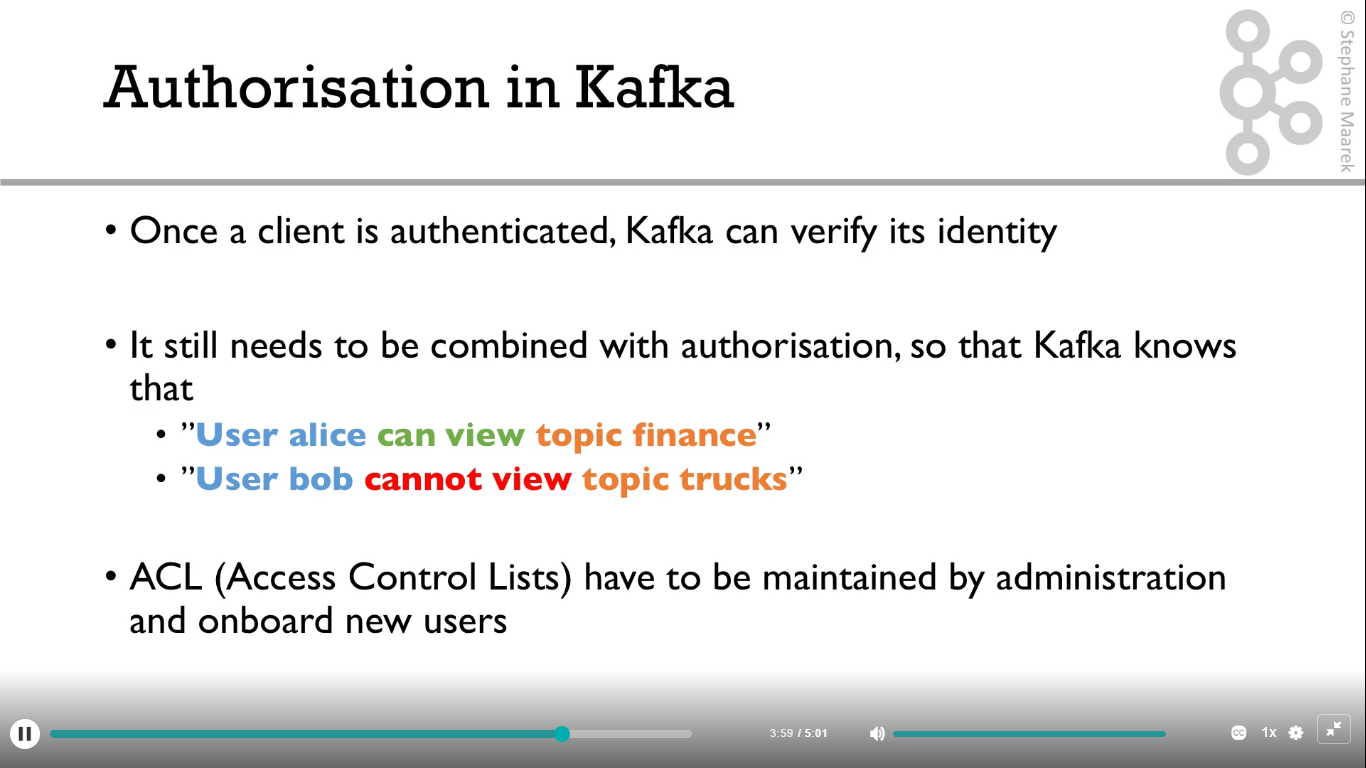 Authorisation in Kafka
© Stephane Maarek
• Once a client is authenticated, Kafka can verify its identity
• It still needs to be combined with authorisation, so that Kafka knows
that
• ”User alice can view topic finance”
• ”User bob cannot view topic trucks”
• ACL (Access Control Lists) have to be maintained by administration
and onboard new users
3:59 / 5:01
CC
1x